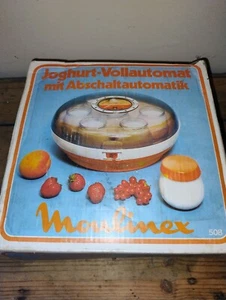 Joghurt-Vollautomat
mit Abschaltautomatik
Moulinex
508